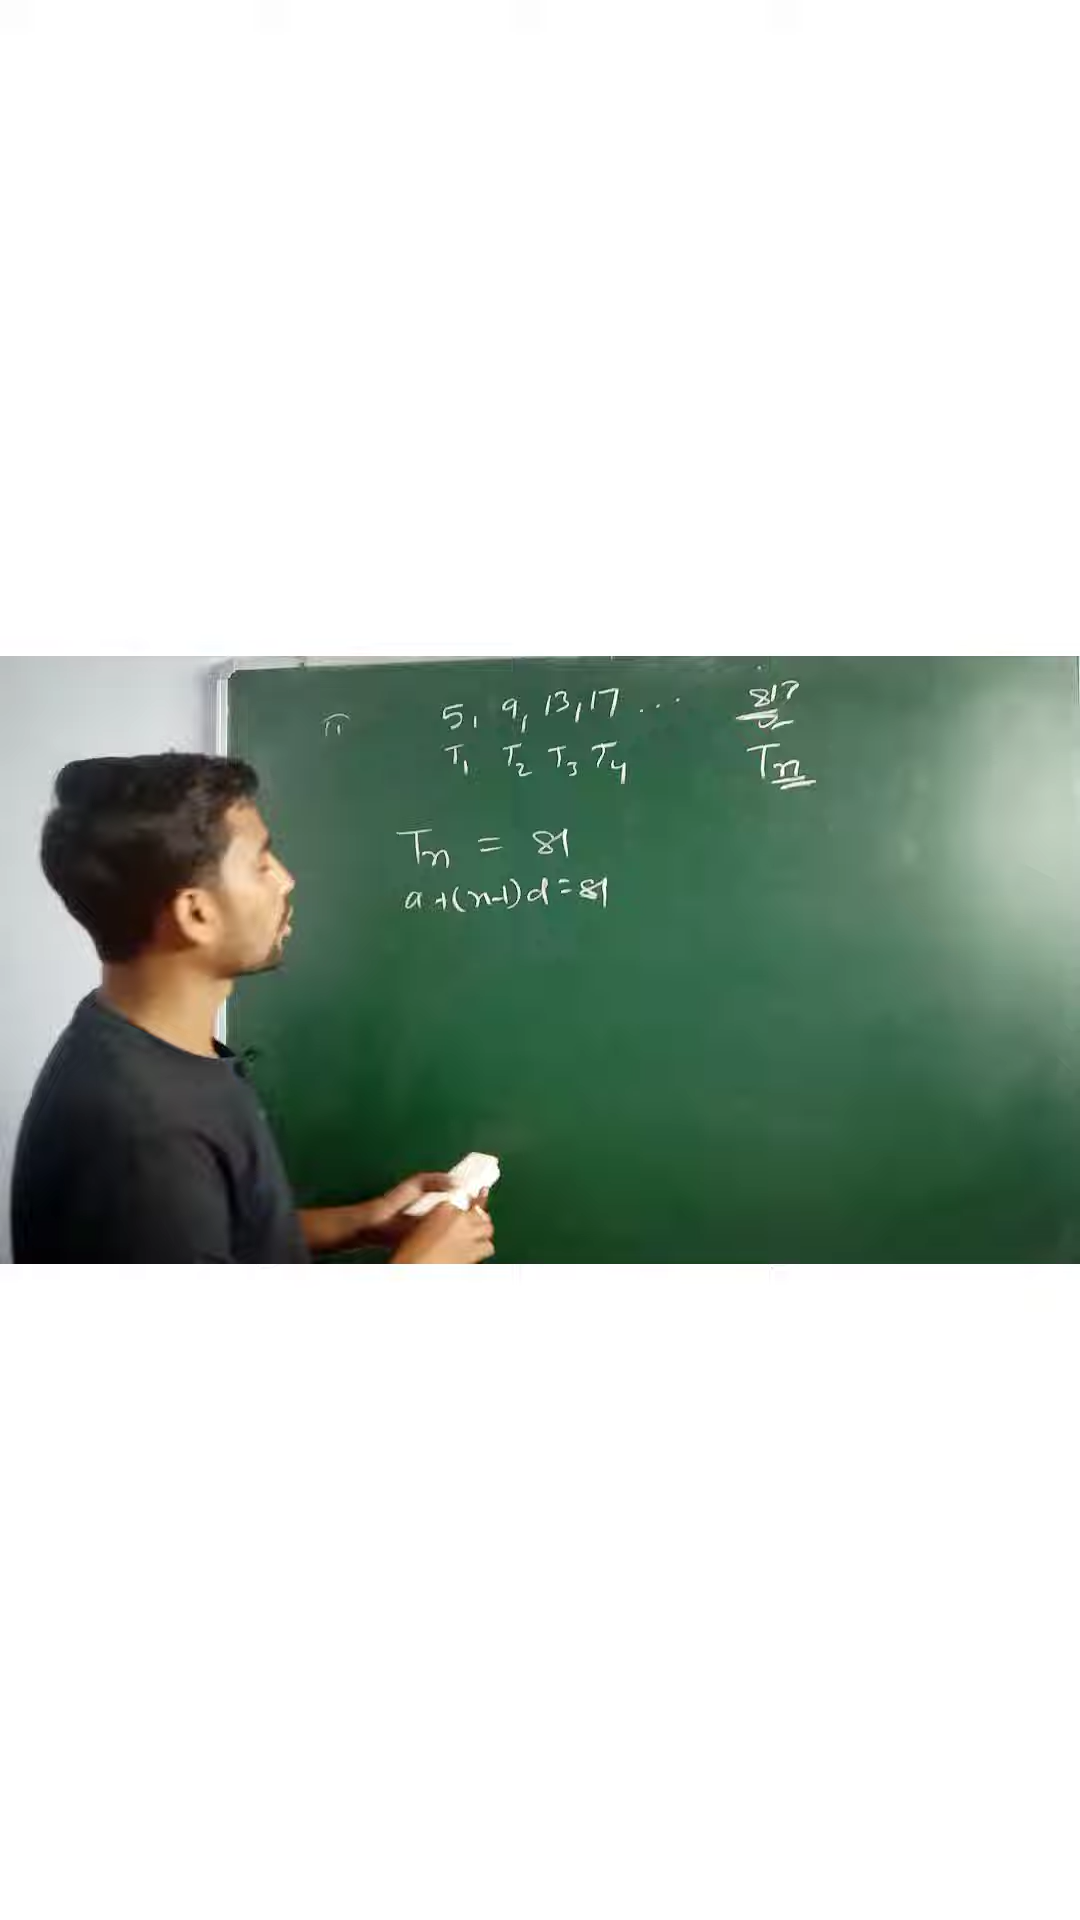 5, 9, 13, 17 ... 81?
T₁ T₂ T₃ T₄ Tn
Tn = 81
a+(n-1)d=81